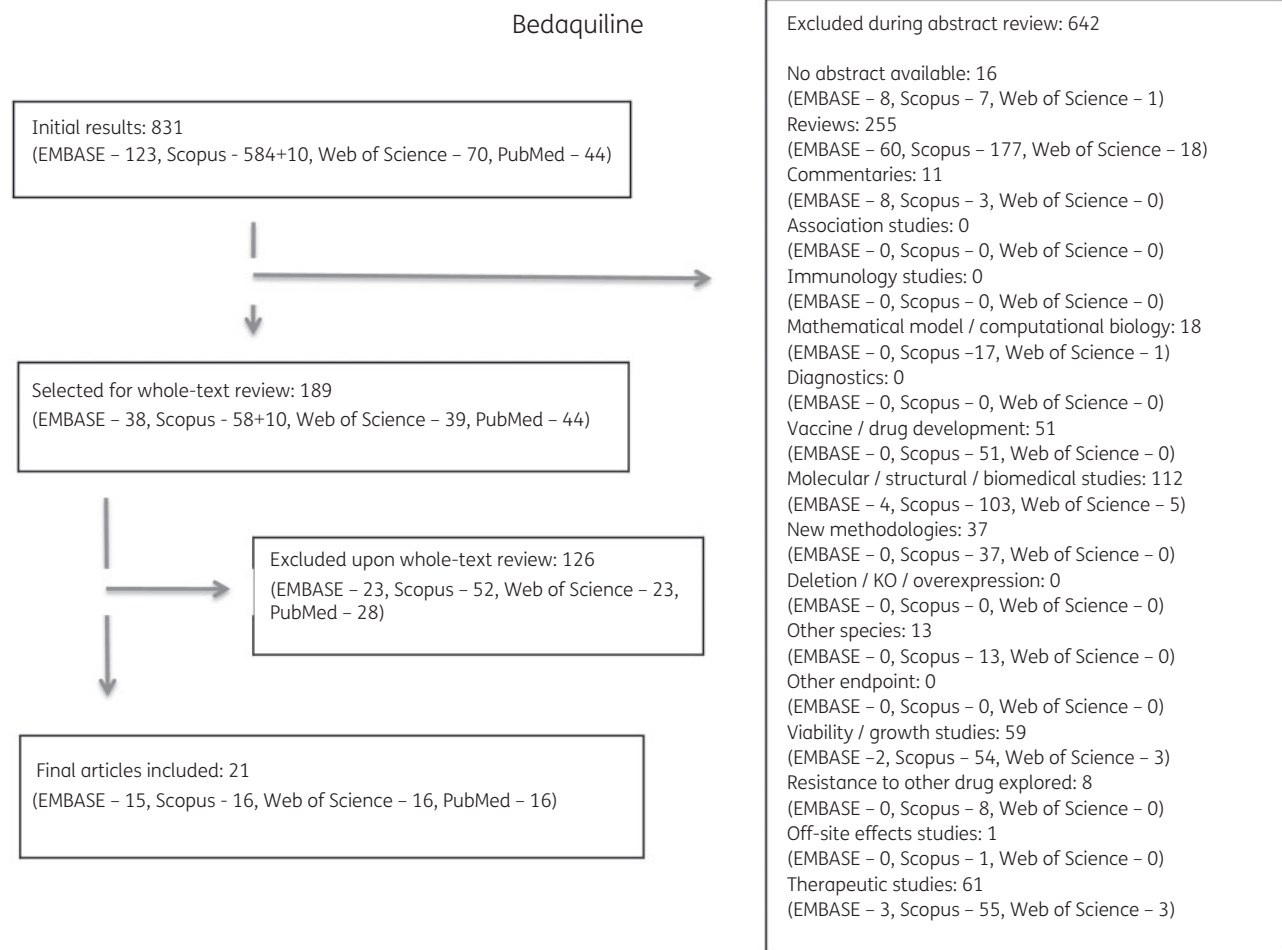 Bedaquiline
Initial results: 831
(EMBASE – 123, Scopus - 584+10, Web of Science – 70, PubMed – 44)
Selected for whole-text review: 189
(EMBASE – 38, Scopus - 58+10, Web of Science – 39, PubMed – 44)
Excluded upon whole-text review: 126
(EMBASE – 23, Scopus – 52, Web of Science – 23,
PubMed – 28)
Final articles included: 21
(EMBASE – 15, Scopus - 16, Web of Science – 16, PubMed – 16)
Excluded during abstract review: 642
No abstract available: 16
(EMBASE – 8, Scopus – 7, Web of Science – 1)
Reviews: 255
(EMBASE – 60, Scopus – 177, Web of Science – 18)
Commentaries: 11
(EMBASE – 8, Scopus – 3, Web of Science – 0)
Association studies: 0
(EMBASE – 0, Scopus – 0, Web of Science – 0)
Immunology studies: 0
(EMBASE – 0, Scopus – 0, Web of Science – 0)
Mathematical model / computational biology: 18
(EMBASE – 0, Scopus –17, Web of Science – 1)
Diagnostics: 0
(EMBASE – 0, Scopus – 0, Web of Science – 0)
Vaccine / drug development: 51
(EMBASE – 0, Scopus – 51, Web of Science – 0)
Molecular / structural / biomedical studies: 112
(EMBASE – 4, Scopus – 103, Web of Science – 5)
New methodologies: 37
(EMBASE – 0, Scopus – 37, Web of Science – 0)
Deletion / KO / overexpression: 0
(EMBASE – 0, Scopus – 0, Web of Science – 0)
Other species: 13
(EMBASE – 0, Scopus – 13, Web of Science – 0)
Other endpoint: 0
(EMBASE – 0, Scopus – 0, Web of Science – 0)
Viability / growth studies: 59
(EMBASE –2, Scopus – 54, Web of Science – 3)
Resistance to other drug explored: 8
(EMBASE – 0, Scopus – 8, Web of Science – 0)
Off-site effects studies: 1
(EMBASE – 0, Scopus – 1, Web of Science – 0)
Therapeutic studies: 61
(EMBASE – 3, Scopus – 55, Web of Science – 3)